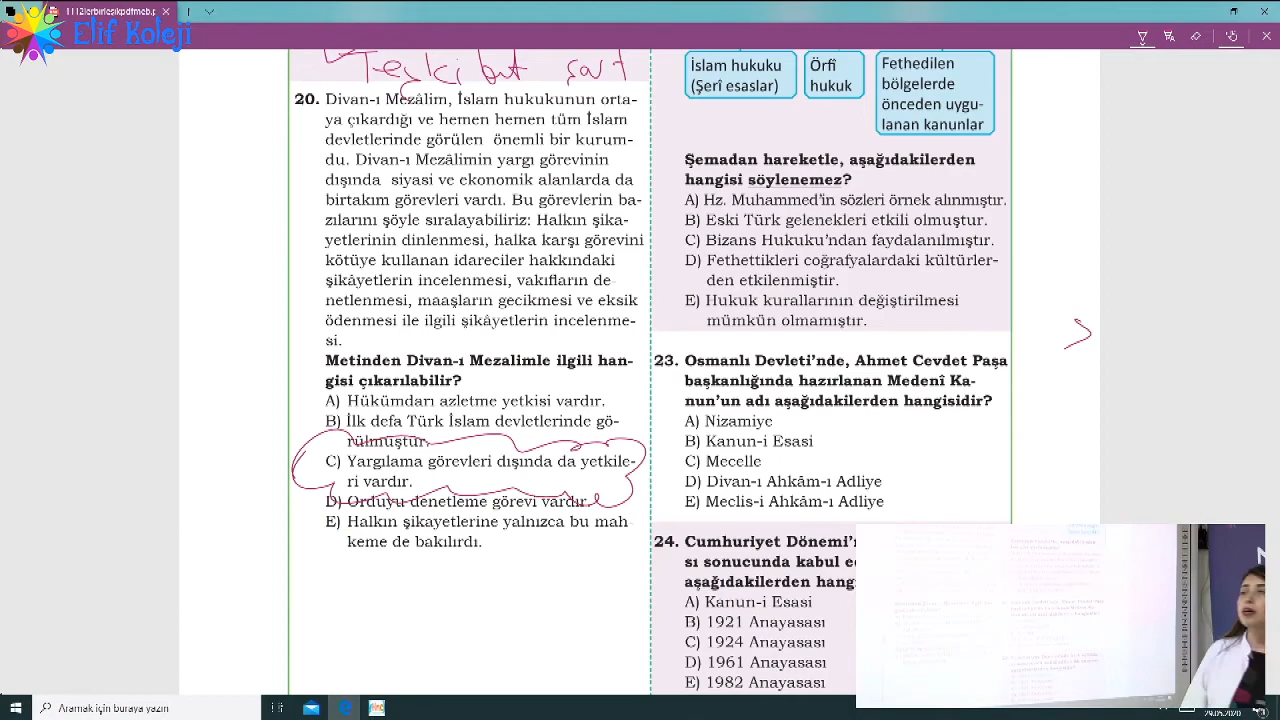 1112lerbirleşikpdfmeb.p
Elif Koleji
Teşkibat şart
20. Divan-ı Mezâlim, İslam hukukunun orta-
ya çıkardığı ve hemen hemen tüm İslam
devletlerinde görülen önemli bir kurum-
du. Divan-ı Mezâlimin yargı görevinin
dışında siyasi ve ekonomik alanlarda da
birtakım görevleri vardı. Bu görevlerin ba-
zılarını şöyle sıralayabiliriz: Halkın şika-
yetlerinin dinlenmesi, halka karşı görevini
kötüye kullanan idareciler hakkındaki
şikâyetlerin incelenmesi, vakıfların de
netlenmesi, maaşların gecikmesi ve eksik
ödenmesi ile ilgili şikâyetlerin incelenme-
si.
Metinden Divan-ı Mezalimle ilgili han-
gisi çıkarılabilir?
A) Hükümdarı azletme yetkisi vardır.
B) İlk defa Türk İslam devletlerinde gö-
rülmüştür.
C) Yargılama görevleri dışında da yetkile-
ri vardır.
D) Orduyu denetleme görevi vardır.
E) Halkın şikayetlerine yalnızca bu mah
keme de bakılırdı.
İslam hukuku
(Şerî esaslar)
Örfî
hukuk
Fethedilen
bölgelerde
önceden uygu-
lanan kanunlar
Şemadan hareketle, aşağıdakilerden
hangisi söylenemez?
A) Hz. Muhammed'in sözleri örnek alınmıştır.
B) Eski Türk gelenekleri etkili olmuştur.
C) Bizans Hukuku'ndan faydalanılmıştır.
D) Fethettikleri coğrafyalardaki kültürler-
den etkilenmiştir.
E) Hukuk kurallarının değiştirilmesi
mümkün olmamıştır.
23. Osmanlı Devleti'nde, Ahmet Cevdet Paşa
başkanlığında hazırlanan Medenî Ka-
nun'un adı aşağıdakilerden hangisidir?
A) Nizamiye
B) Kanun-i Esasi
C) Mecelle
D) Divan-ı Ahkâm-ı Adliye
E) Meclis-i Ahkâm-ı Adliye
24. Cumhuriyet Dönemi'n
sı sonucunda kabul e
aşağıdakilerden hang
A) Kanun-i Esasi
B) 1921 Anayasası
C) 1924 Anayasası
D) 1961 Anayasası
E) 1982 Anayasası
Aramak için buraya yazın
29.05.2020